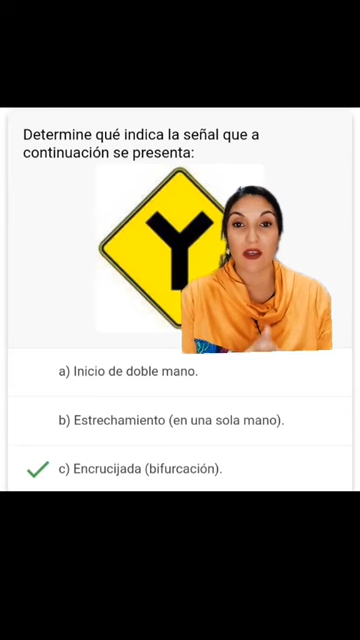 Determine qué indica la señal que a
continuación se presenta:
a) Inicio de doble mano.
b) Estrechamiento (en una sola mano).
c) Encrucijada (bifurcación).